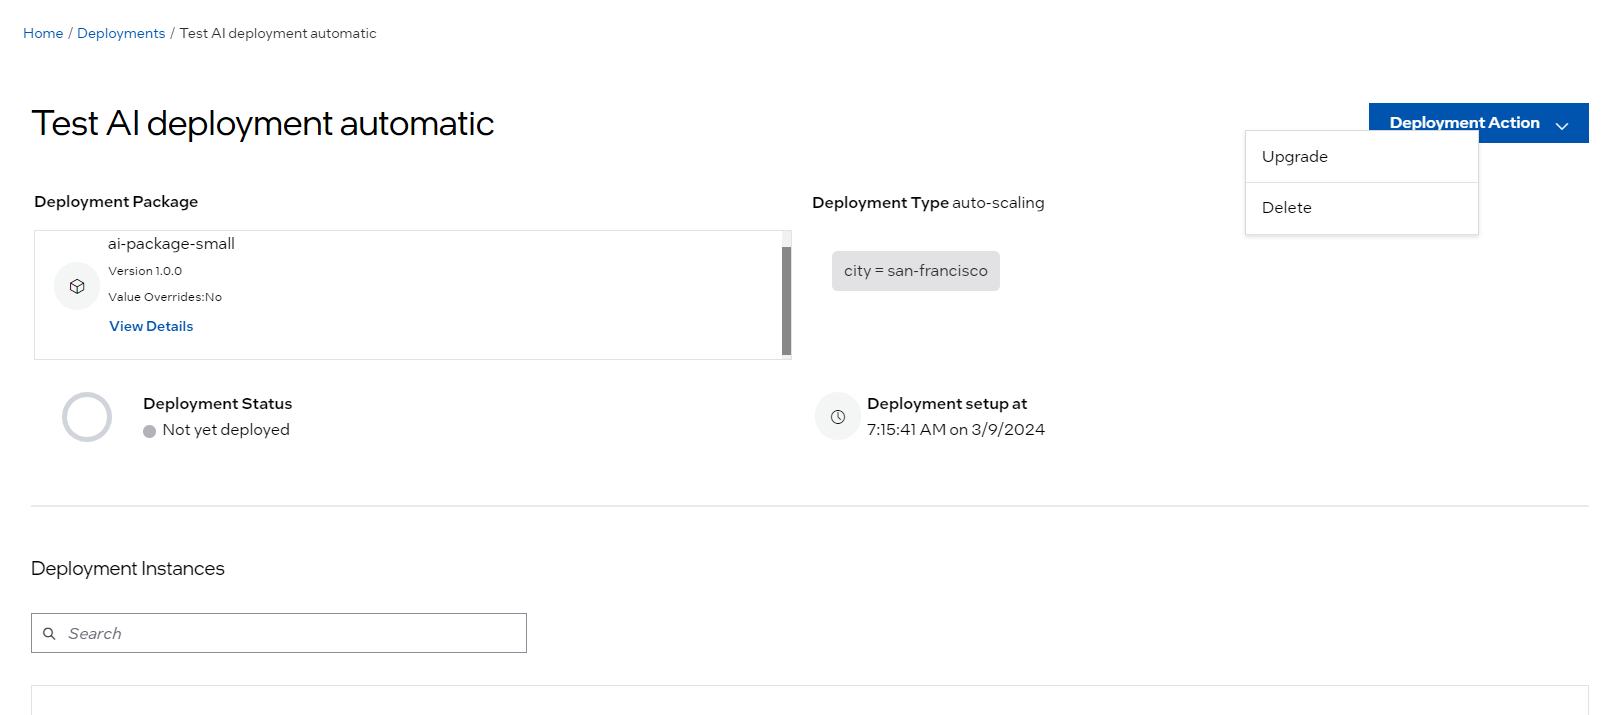 Home / Deployments / Test AI deployment automatic
Test AI deployment automatic
Deployment Action
Upgrade
Delete
Deployment Package
ai-package-small
Version 1.0.0
Value Overrides:No
View Details
Deployment Type auto-scaling
city = san-francisco
Deployment Status
Not yet deployed
Deployment setup at
7:15:41 AM on 3/9/2024
Deployment Instances
Search